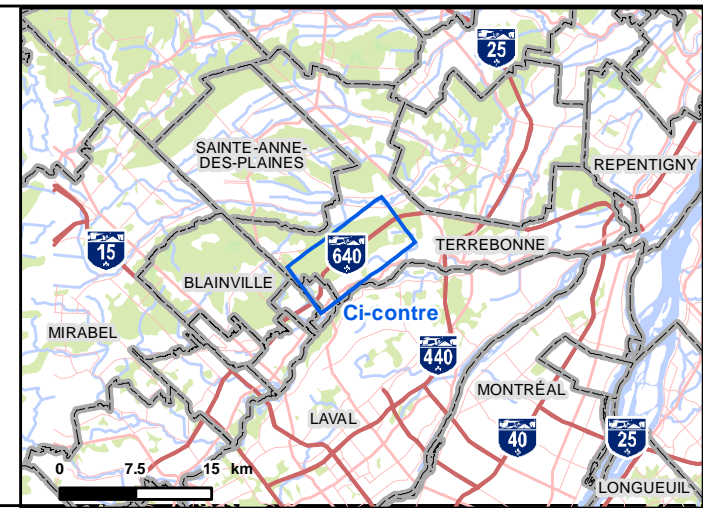 25
SAINTE-ANNE-
DES-PLAINES
REPENTIGNY
15
640
TERREBONNE
BLAINVILLE
Ci-contre
MIRABEL
440
MONTRÉAL
LAVAL
40
25
0 7.5 15 km
LONGUEUIL